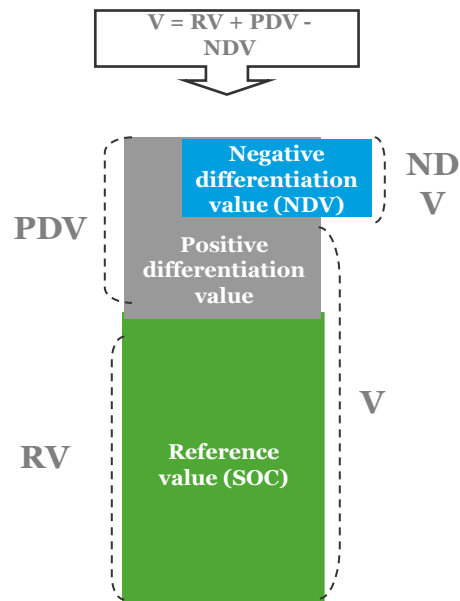 V = RV + PDV -
NDV
Negative
differentiation
value (NDV)
ND
V
PDV
Positive
differentiation
value
V
RV
Reference
value (SOC)